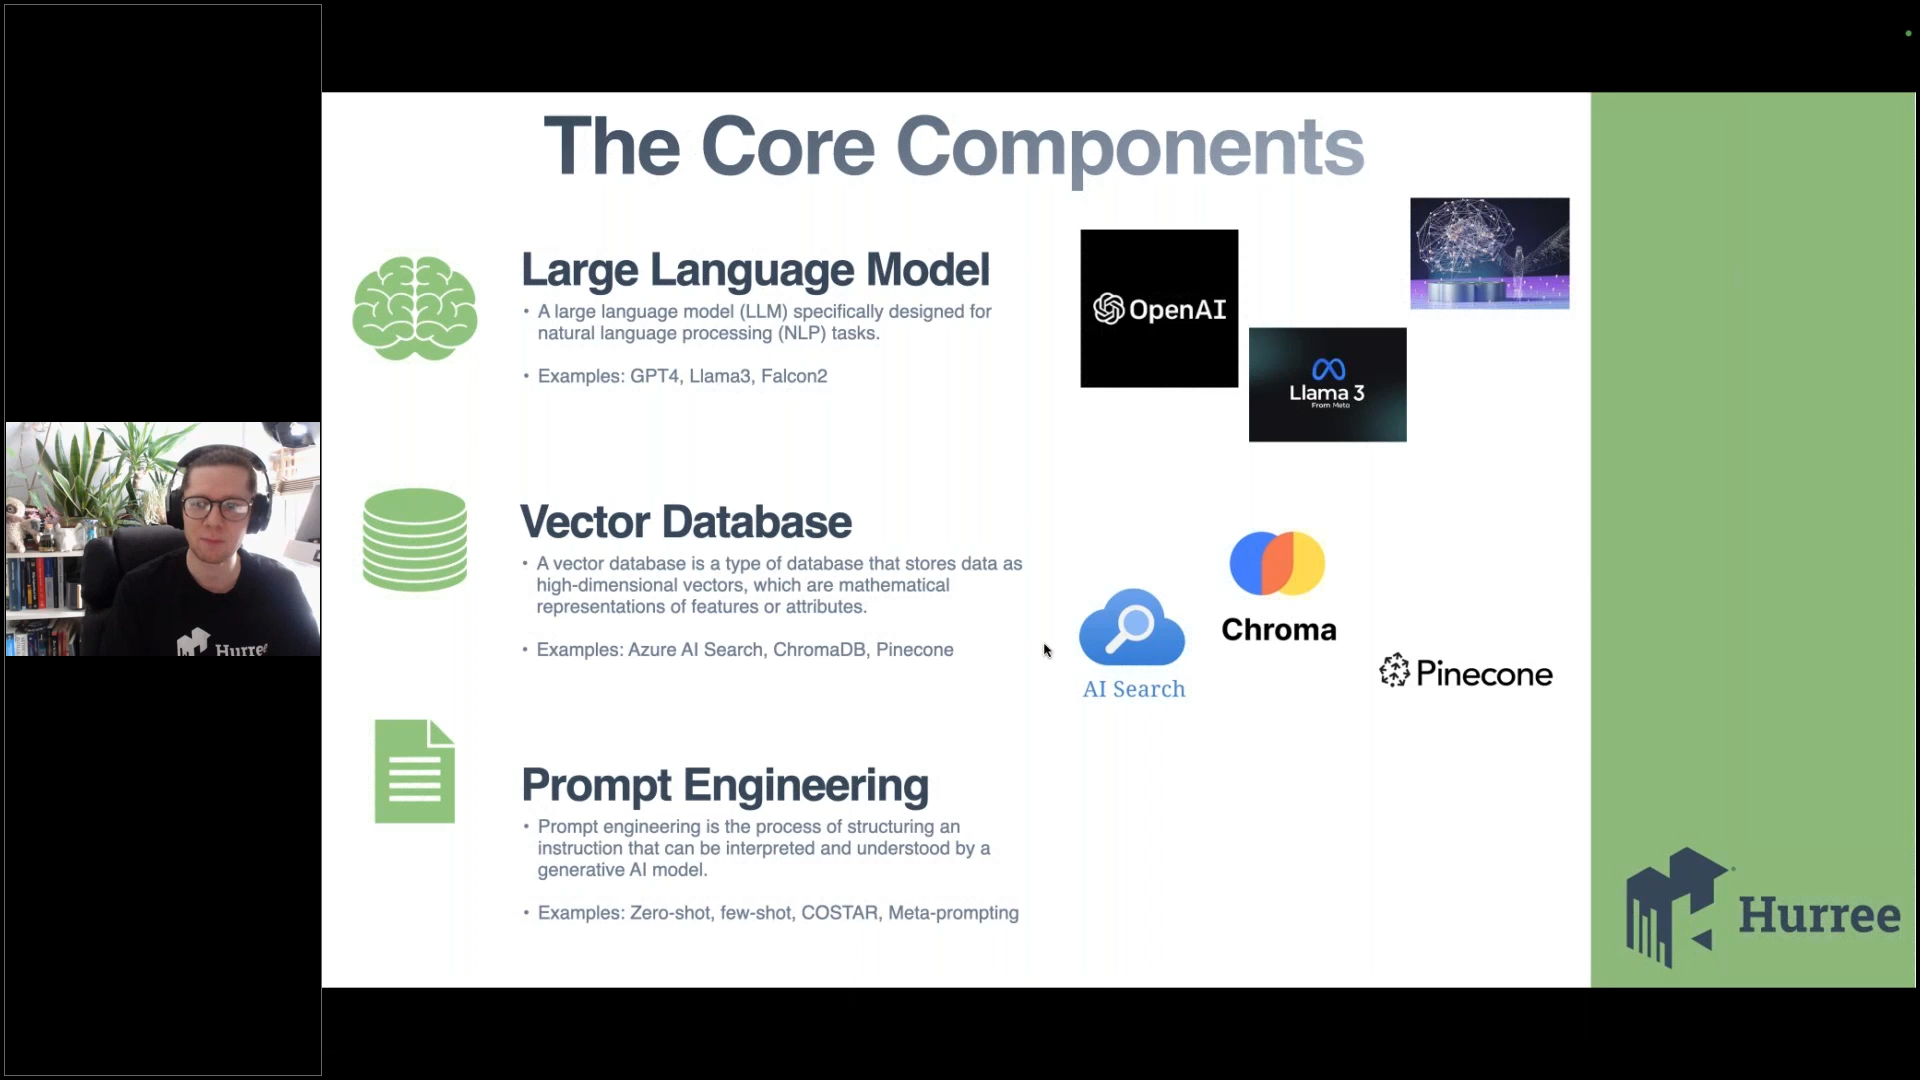 The Core Components
Large Language Model
• A large language model (LLM) specifically designed for
natural language processing (NLP) tasks.
• Examples: GPT4, Llama3, Falcon2
OpenAI
Llama 3
From Meta
Vector Database
• A vector database is a type of database that stores data as
high-dimensional vectors, which are mathematical
representations of features or attributes.
• Examples: Azure AI Search, ChromaDB, Pinecone
AI Search
Chroma
Pinecone
Prompt Engineering
• Prompt engineering is the process of structuring an
instruction that can be interpreted and understood by a
generative AI model.
• Examples: Zero-shot, few-shot, COSTAR, Meta-prompting
Hurree
Hurree